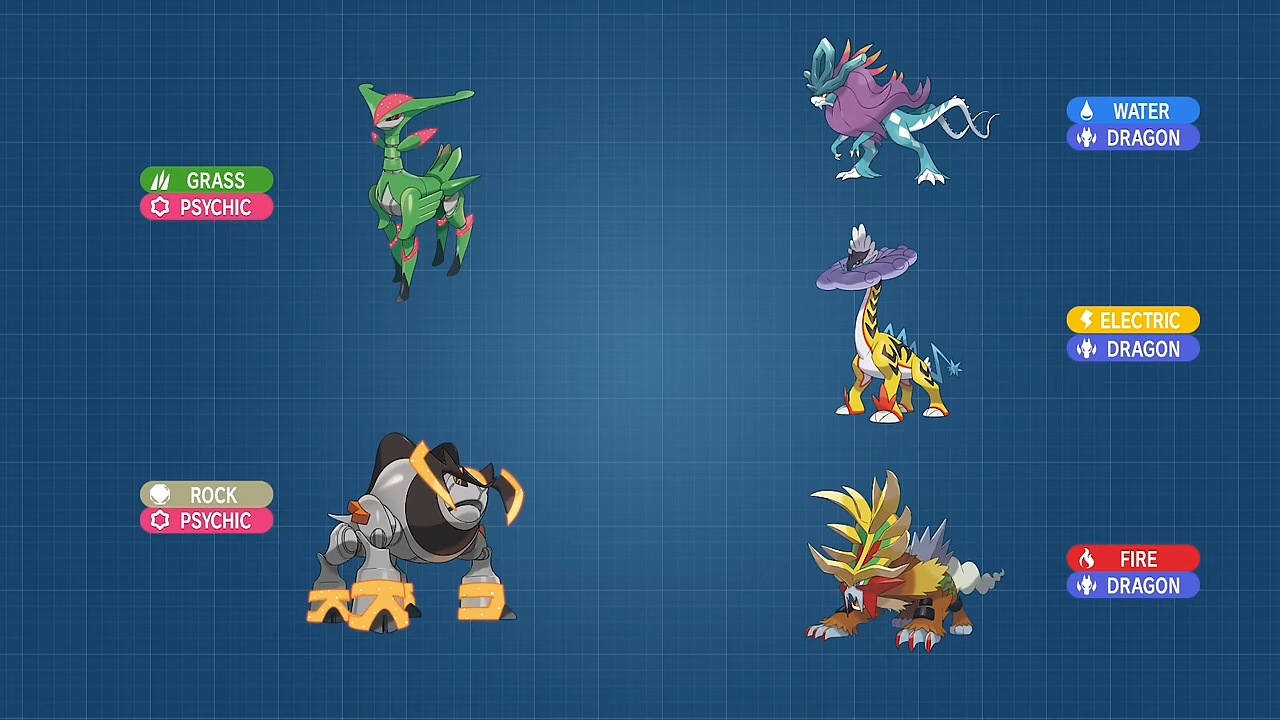 GRASS
PSYCHIC
ROCK
PSYCHIC
WATER
DRAGON
ELECTRIC
DRAGON
FIRE
DRAGON